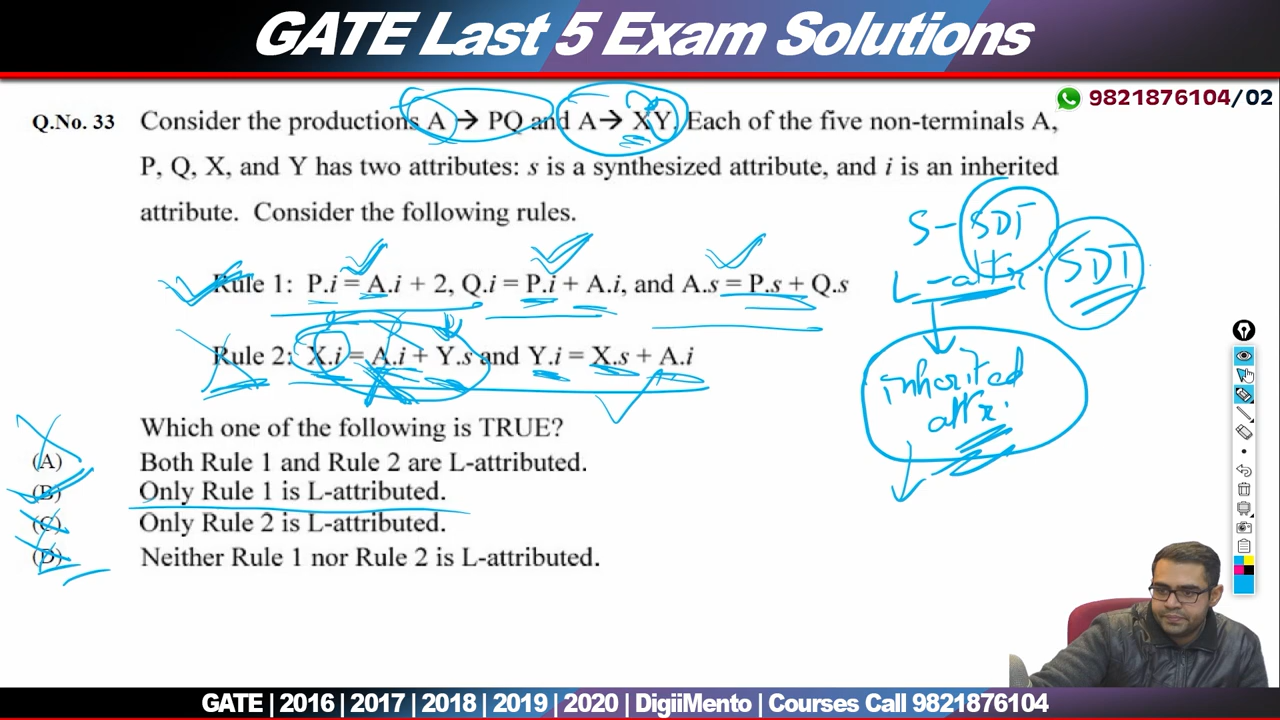 GATE Last 5 Exam Solutions
9821876104/02
Q.No. 33 Consider the productions A → PQ and A → XY. Each of the five non-terminals A,
P, Q, X, and Y has two attributes: s is a synthesized attribute, and i is an inherited
attribute. Consider the following rules.
S-SDT
L-attr. SDT
Rule 1: P.i = A.i + 2, Q.i = P.i + A.i, and A.s = P.s + Q.s
Rule 2: X.i = A.i + Y.s and Y.i = X.s + A.i
inherited
attr.
Which one of the following is TRUE?
(A) Both Rule 1 and Rule 2 are L-attributed.
(B) Only Rule 1 is L-attributed.
(C) Only Rule 2 is L-attributed.
(D) Neither Rule 1 nor Rule 2 is L-attributed.
GATE | 2016 | 2017 | 2018 | 2019 | 2020 | DigiiMento | Courses Call 9821876104